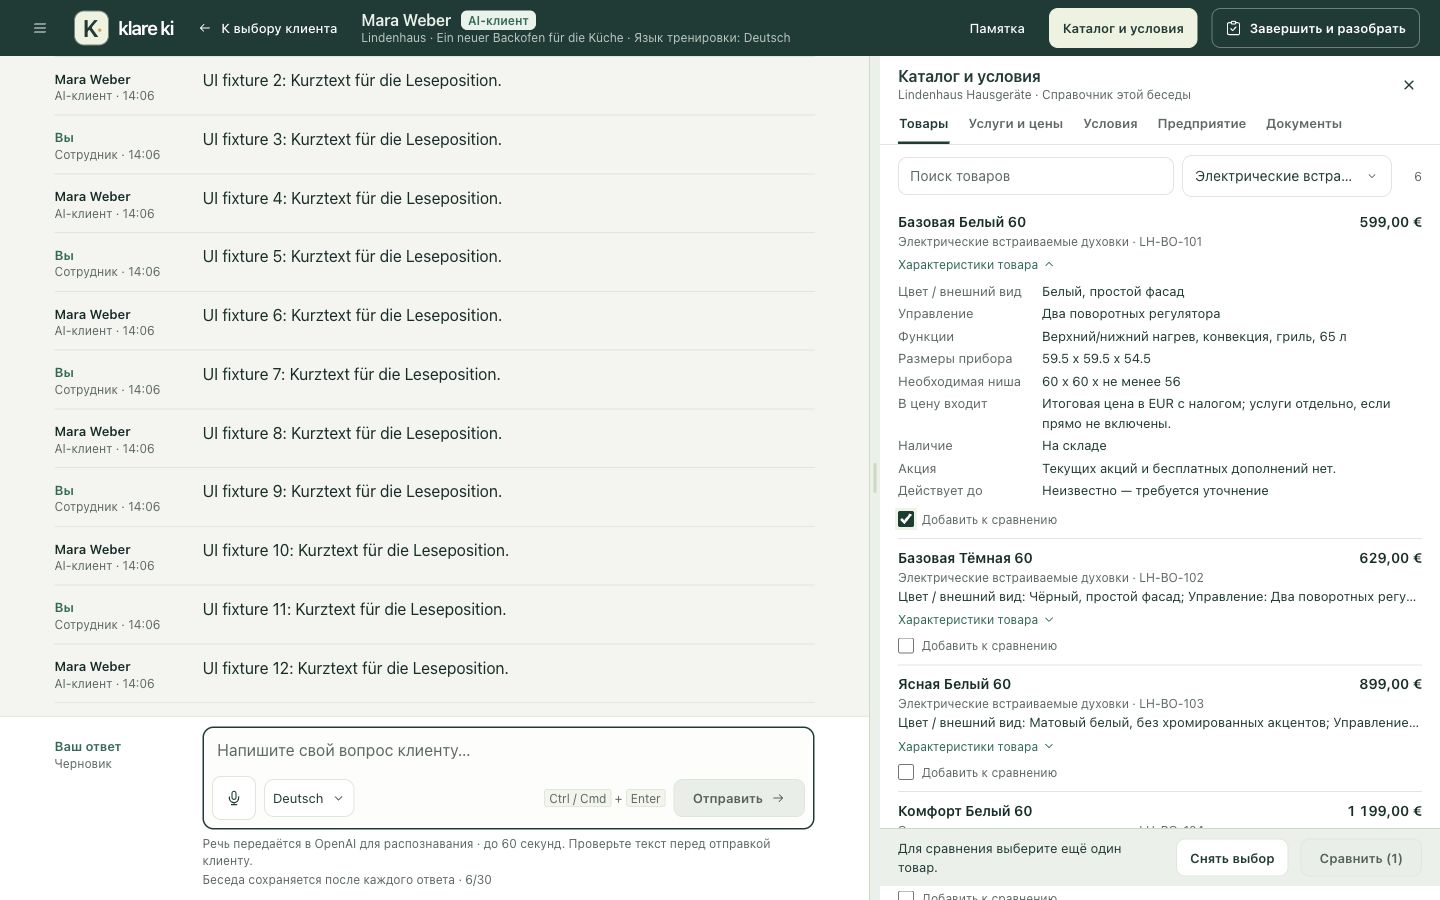 K
klare ki
← К выбору клиента
Mara Weber AI-клиент
Lindenhaus · Ein neuer Backofen für die Küche · Язык тренировки: Deutsch
Памятка
Каталог и условия
Завершить и разобрать
Mara Weber
AI-клиент · 14:06
UI fixture 2: Kurztext für die Leseposition.
Вы
Сотрудник · 14:06
UI fixture 3: Kurztext für die Leseposition.
Mara Weber
AI-клиент · 14:06
UI fixture 4: Kurztext für die Leseposition.
Вы
Сотрудник · 14:06
UI fixture 5: Kurztext für die Leseposition.
Mara Weber
AI-клиент · 14:06
UI fixture 6: Kurztext für die Leseposition.
Вы
Сотрудник · 14:06
UI fixture 7: Kurztext für die Leseposition.
Mara Weber
AI-клиент · 14:06
UI fixture 8: Kurztext für die Leseposition.
Вы
Сотрудник · 14:06
UI fixture 9: Kurztext für die Leseposition.
Mara Weber
AI-клиент · 14:06
UI fixture 10: Kurztext für die Leseposition.
Вы
Сотрудник · 14:06
UI fixture 11: Kurztext für die Leseposition.
Mara Weber
AI-клиент · 14:06
UI fixture 12: Kurztext für die Leseposition.
Ваш ответ
Черновик
Напишите свой вопрос клиенту...
Deutsch
Ctrl / Cmd + Enter
Отправить →
Речь передаётся в OpenAI для распознавания · до 60 секунд. Проверьте текст перед отправкой
клиенту.
Беседа сохраняется после каждого ответа · 6/30
Каталог и условия
Lindenhaus Hausgeräte · Справочник этой беседы
Товары Услуги и цены Условия Предприятие Документы
Поиск товаров
Электрические встра...
6
Базовая Белый 60 599,00 €
Электрические встраиваемые духовки · LH-BO-101
Характеристики товара
Цвет / внешний вид Белый, простой фасад
Управление Два поворотных регулятора
Функции Верхний/нижний нагрев, конвекция, гриль, 65 л
Размеры прибора 59.5 x 59.5 x 54.5
Необходимая ниша 60 x 60 x не менее 56
В цену входит Итоговая цена в EUR с налогом; услуги отдельно, если
прямо не включены.
Наличие На складе
Акция Текущих акций и бесплатных дополнений нет.
Действует до Неизвестно — требуется уточнение
Добавить к сравнению
Базовая Тёмная 60 629,00 €
Электрические встраиваемые духовки · LH-BO-102
Цвет / внешний вид: Чёрный, простой фасад; Управление: Два поворотных регу...
Характеристики товара
Добавить к сравнению
Ясная Белый 60 899,00 €
Электрические встраиваемые духовки · LH-BO-103
Цвет / внешний вид: Матовый белый, без хромированных акцентов; Управление...
Характеристики товара
Добавить к сравнению
Комфорт Белый 60 1 199,00 €
Для сравнения выберите ещё один
товар.
Снять выбор
Сравнить (1)
Добавить к сравнению